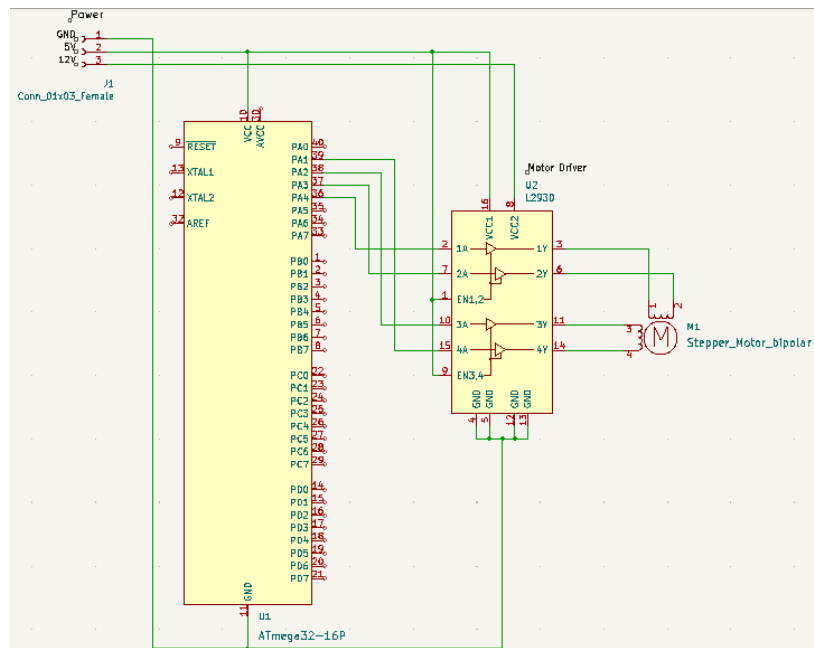 Power
GND 1
5V 2
12V 3
J1
Conn_01x03_Female
10 VCC
30 AVCC
9 RESET
13 XTAL1
12 XTAL2
32 AREF
PA0 40
PA1 39
PA2 38
PA3 37
PA4 36
PA5 35
PA6 34
PA7 33
PB0 1
PB1 2
PB2 3
PB3 4
PB4 5
PB5 6
PB6 7
PB7 8
PC0 22
PC1 23
PC2 24
PC3 25
PC4 26
PC5 27
PC6 28
PC7 29
PD0 14
PD1 15
PD2 16
PD3 17
PD4 18
PD5 19
PD6 20
PD7 21
GND 11
U1
ATmega32-16P
Motor Driver
U2
L293D
16 VCC1
8 VCC2
2 1A 1Y 3
7 2A 2Y 6
1 EN1,2
10 3A 3Y 11
15 4A 4Y 14
9 EN3,4
GND 4
GND 5
GND 12
GND 13
1 2
3
4
M
M1
Stepper_Motor_bipolar